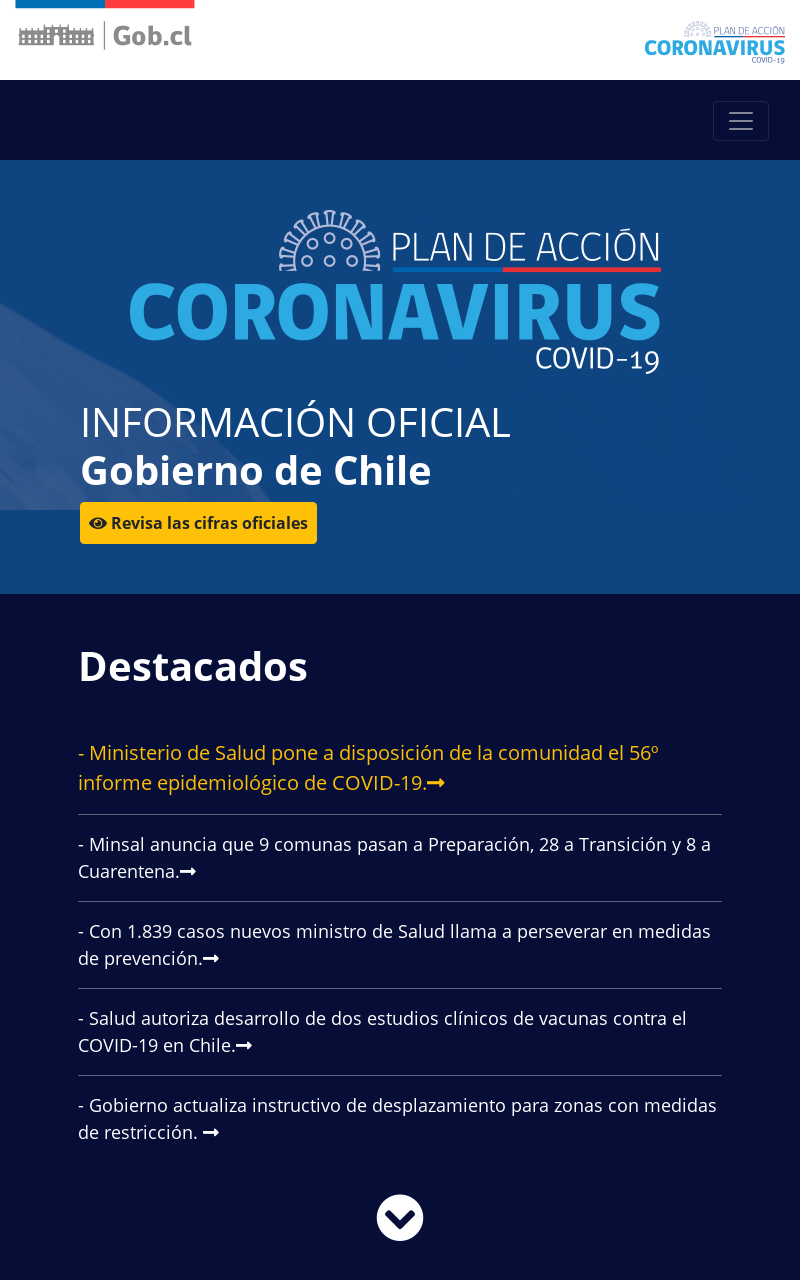 Gob.cl
PLAN DE ACCIÓN
CORONAVIRUS
COVID-19
PLAN DE ACCIÓN
CORONAVIRUS
COVID-19
INFORMACIÓN OFICIAL
Gobierno de Chile
Revisa las cifras oficiales
Destacados
- Ministerio de Salud pone a disposición de la comunidad el 56º
informe epidemiológico de COVID-19.
- Minsal anuncia que 9 comunas pasan a Preparación, 28 a Transición y 8 a
Cuarentena.
- Con 1.839 casos nuevos ministro de Salud llama a perseverar en medidas
de prevención.
- Salud autoriza desarrollo de dos estudios clínicos de vacunas contra el
COVID-19 en Chile.
- Gobierno actualiza instructivo de desplazamiento para zonas con medidas
de restricción.